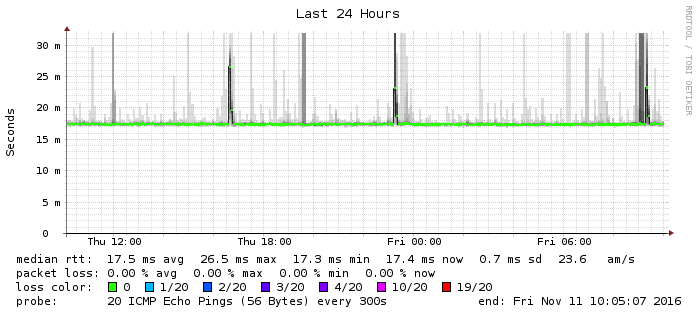 Last 24 Hours
RRDTOOL / TOBI OETIKER
Seconds
30 m
25 m
20 m
15 m
10 m
5 m
0
Thu 12:00 Thu 18:00 Fri 00:00 Fri 06:00
median rtt: 17.5 ms avg 26.5 ms max 17.3 ms min 17.4 ms now 0.7 ms sd 23.6 am/s
packet loss: 0.00 % avg 0.00 % max 0.00 % min 0.00 % now
loss color: 0 1/20 2/20 3/20 4/20 10/20 19/20
probe: 20 ICMP Echo Pings (56 Bytes) every 300s end: Fri Nov 11 10:05:07 2016